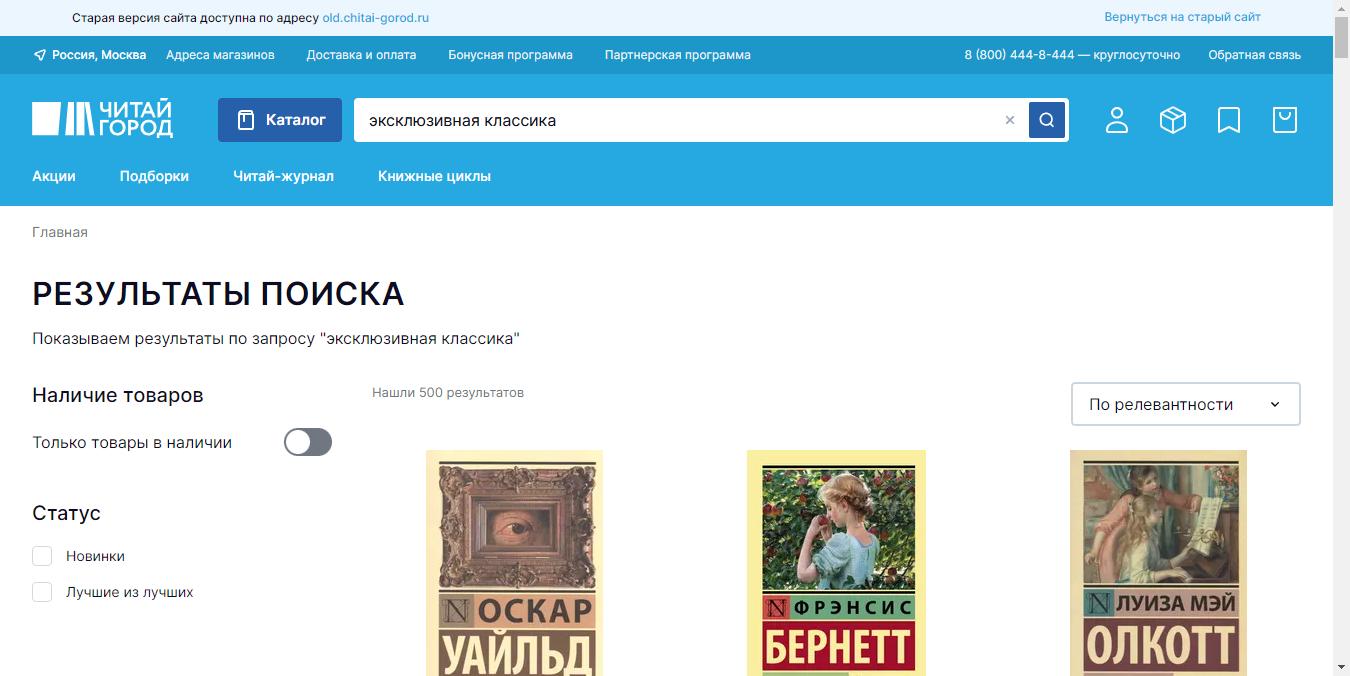 Старая версия сайта доступна по адресу old.chitai-gorod.ru
Вернуться на старый сайт
Россия, Москва
Адреса магазинов
Доставка и оплата
Бонусная программа
Партнерская программа
8 (800) 444-8-444 — круглосуточно
Обратная связь
ЧИТАЙ
ГОРОД
Каталог
эксклюзивная классика
Акции
Подборки
Читай-журнал
Книжные циклы
Главная
РЕЗУЛЬТАТЫ ПОИСКА
Показываем результаты по запросу "эксклюзивная классика"
Наличие товаров
Нашли 500 результатов
По релевантности
Только товары в наличии
Статус
Новинки
Лучшие из лучших
ОСКАР
УАЙЛЬД
ФРЭНСИС
БЕРНЕТТ
ЛУИЗА МЭЙ
ОЛКОТТ